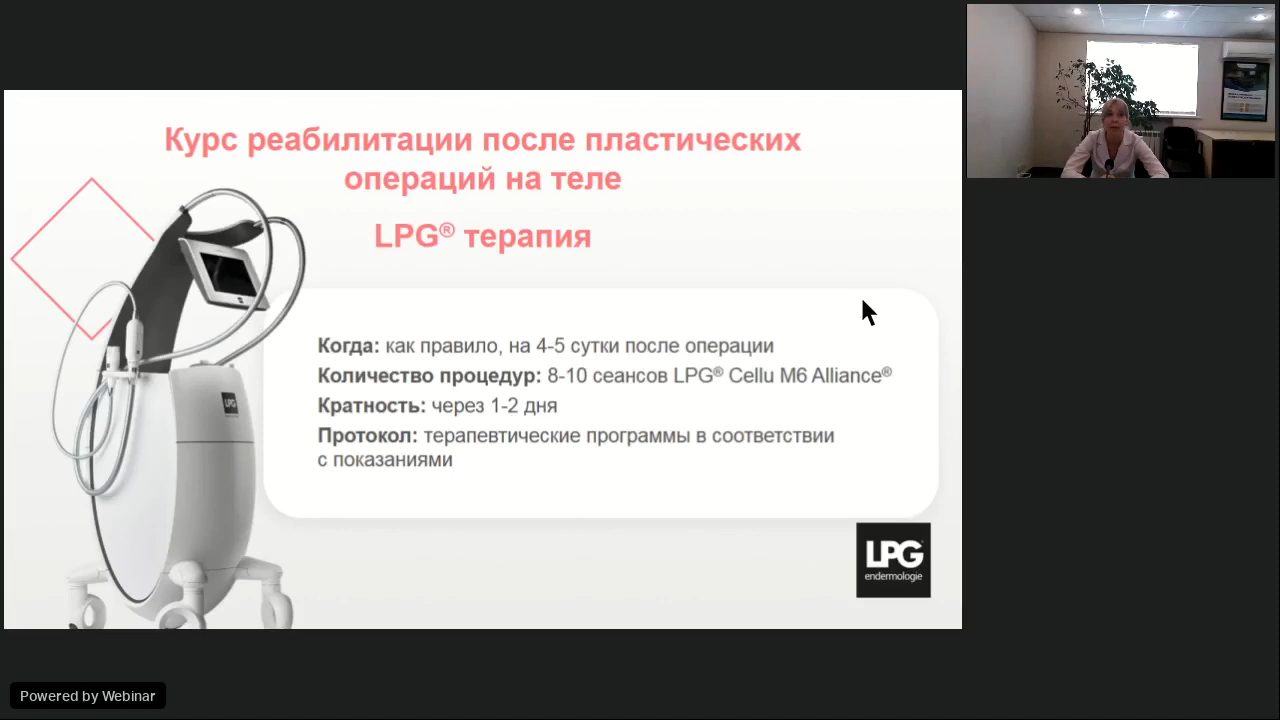 Курс реабилитации после пластических
операций на теле
LPG® терапия
Когда: как правило, на 4-5 сутки после операции
Количество процедур: 8-10 сеансов LPG® Cellu M6 Alliance®
Кратность: через 1-2 дня
Протокол: терапевтические программы в соответствии
с показаниями
LPG
LPG
endermologie
Powered by Webinar